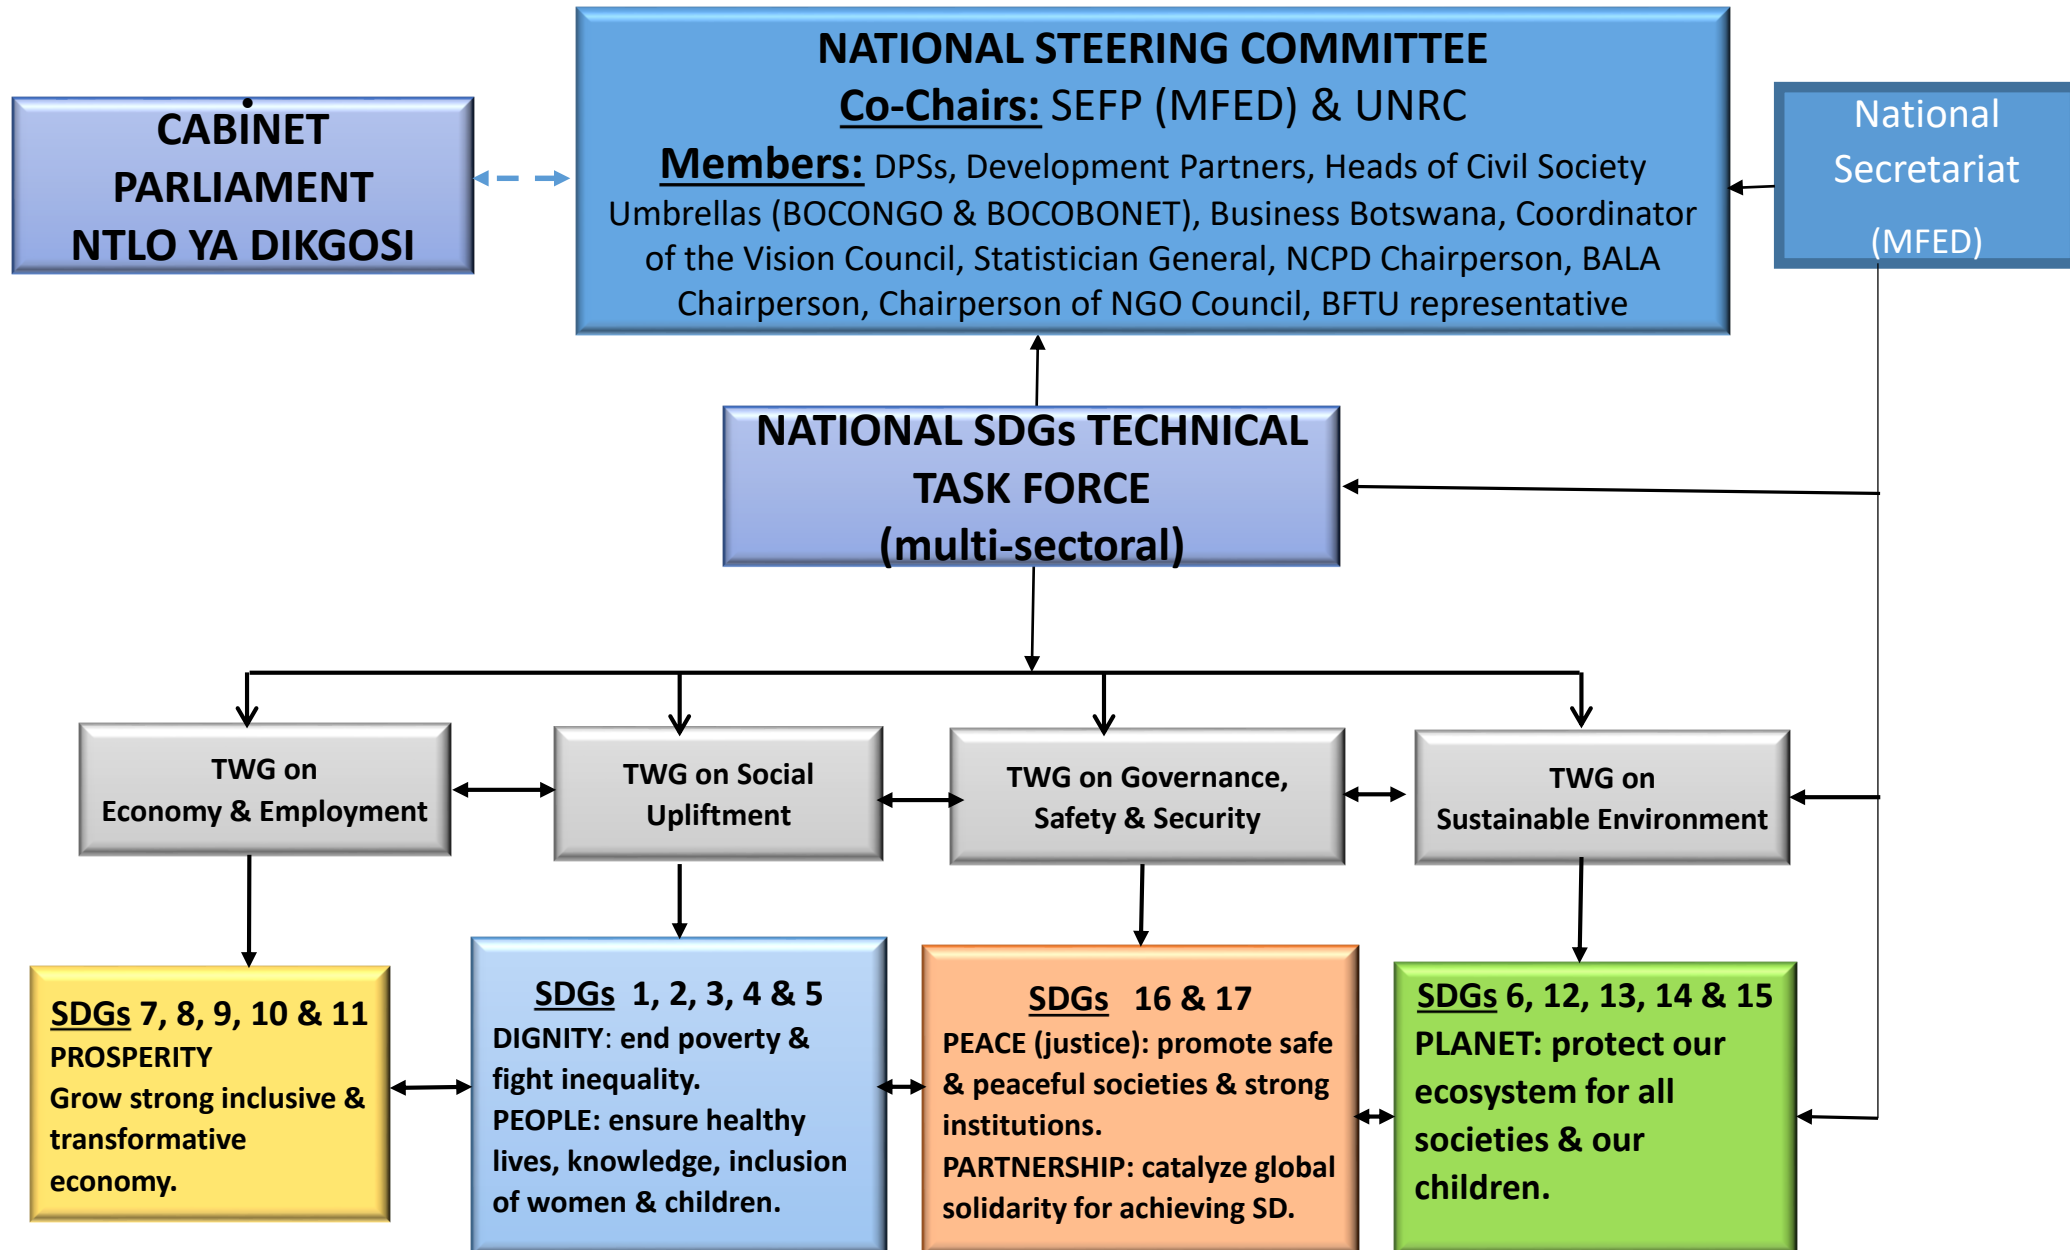 NATIONAL STEERING COMMITTEE
Co-Chairs: SEFP (MFED) & UNRC
Members: DPSs, Development Partners, Heads of Civil Society
Umbrellas (BOCONGO & BOCOBONET), Business Botswana, Coordinator
of the Vision Council, Statistician General, NCPD Chairperson, BALA
Chairperson, Chairperson of NGO Council, BFTU representative
•
CABINET
PARLIAMENT
NTLO YA DIKGOSI
National
Secretariat
(MFED)
NATIONAL SDGs TECHNICAL
TASK FORCE
(multi-sectoral)
TWG on
Economy & Employment
TWG on Social
Upliftment
TWG on Governance,
Safety & Security
TWG on
Sustainable Environment
SDGs 7, 8, 9, 10 & 11
PROSPERITY
Grow strong inclusive &
transformative
economy.
SDGs 1, 2, 3, 4 & 5
DIGNITY: end poverty &
fight inequality.
PEOPLE: ensure healthy
lives, knowledge, inclusion
of women & children.
SDGs 16 & 17
PEACE (justice): promote safe
& peaceful societies & strong
institutions.
PARTNERSHIP: catalyze global
solidarity for achieving SD.
SDGs 6, 12, 13, 14 & 15
PLANET: protect our
ecosystem for all
societies & our
children.